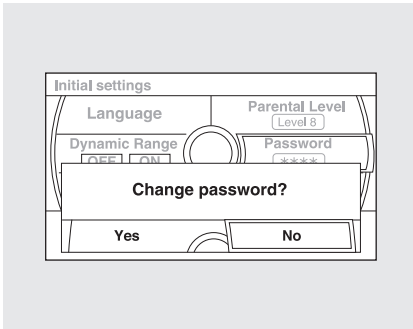 Initial settings
Language
Parental Level
Level 8
Dynamic Range
Password
OFF ON
****
Change password?
Yes
No